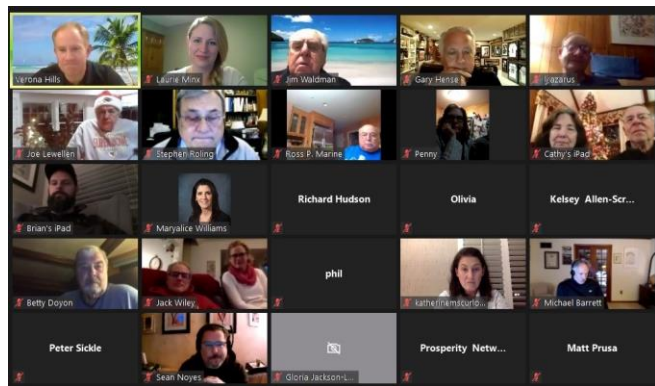 Verona Hills
Laurie Minx
Jim Waldman
Gary Hense
Joe Lewellen
Stephen Roling
Ross P. Marine
Penny
Cathy's iPad
Brian's iPad
Maryalice Williams
Richard Hudson
Olivia
Kelsey Allen-Scr...
Betty Doyon
Jack Wiley
phil
Michael Barrett
Peter Sickle
Sean Noyes
Gloria Jackson-L...
Prosperity Netw...
Matt Prusa